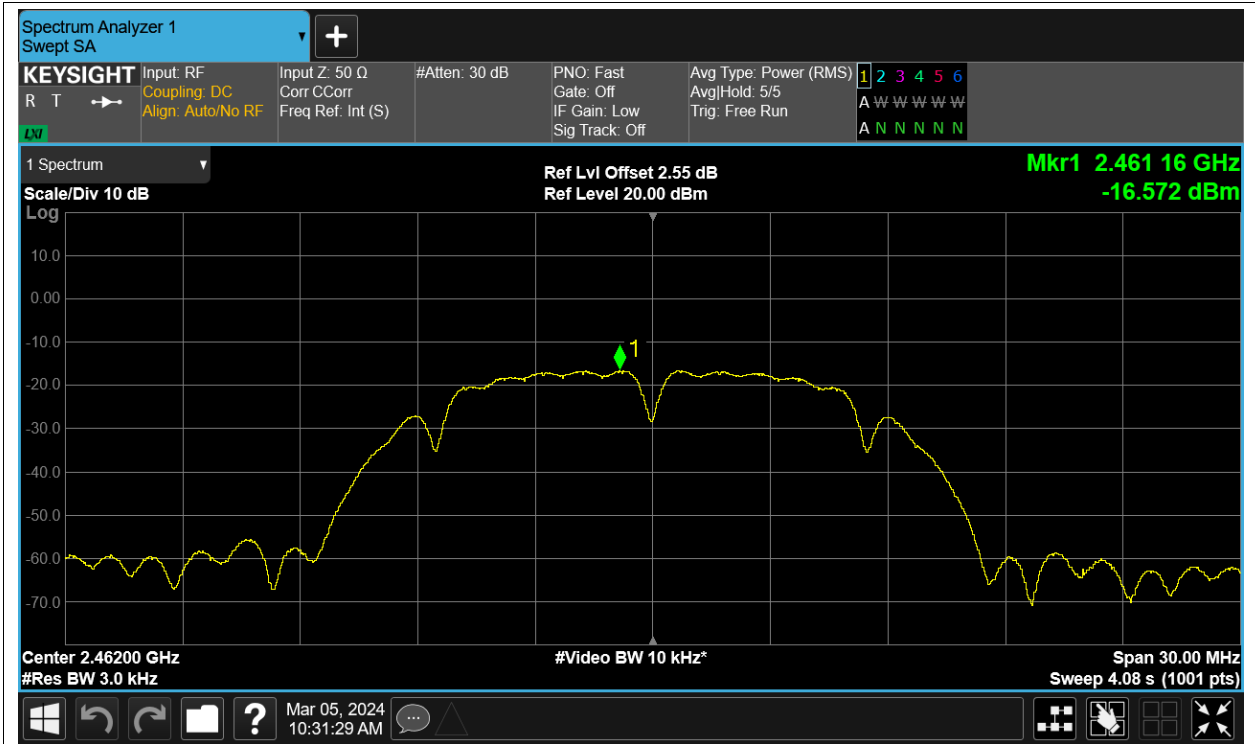 Spectrum Analyzer 1
Swept SA
KEYSIGHT
R T
LXI
Input: RF
Coupling: DC
Align: Auto/No RF
Input Z: 50 Ω
Corr CCorr
Freq Ref: Int (S)
#Atten: 30 dB
PNO: Fast
Gate: Off
IF Gain: Low
Sig Track: Off
Avg Type: Power (RMS)
Avg|Hold: 5/5
Trig: Free Run
1 2 3 4 5 6
A W W W W W
A N N N N N
1 Spectrum
Scale/Div 10 dB
Log
Ref Lvl Offset 2.55 dB
Ref Level 20.00 dBm
Mkr1 2.461 16 GHz
-16.572 dBm
10.0
0.00
-10.0
-20.0
-30.0
-40.0
-50.0
-60.0
-70.0
1
Center 2.46200 GHz
#Res BW 3.0 kHz
#Video BW 10 kHz*
Span 30.00 MHz
Sweep 4.08 s (1001 pts)
?
Mar 05, 2024
10:31:29 AM